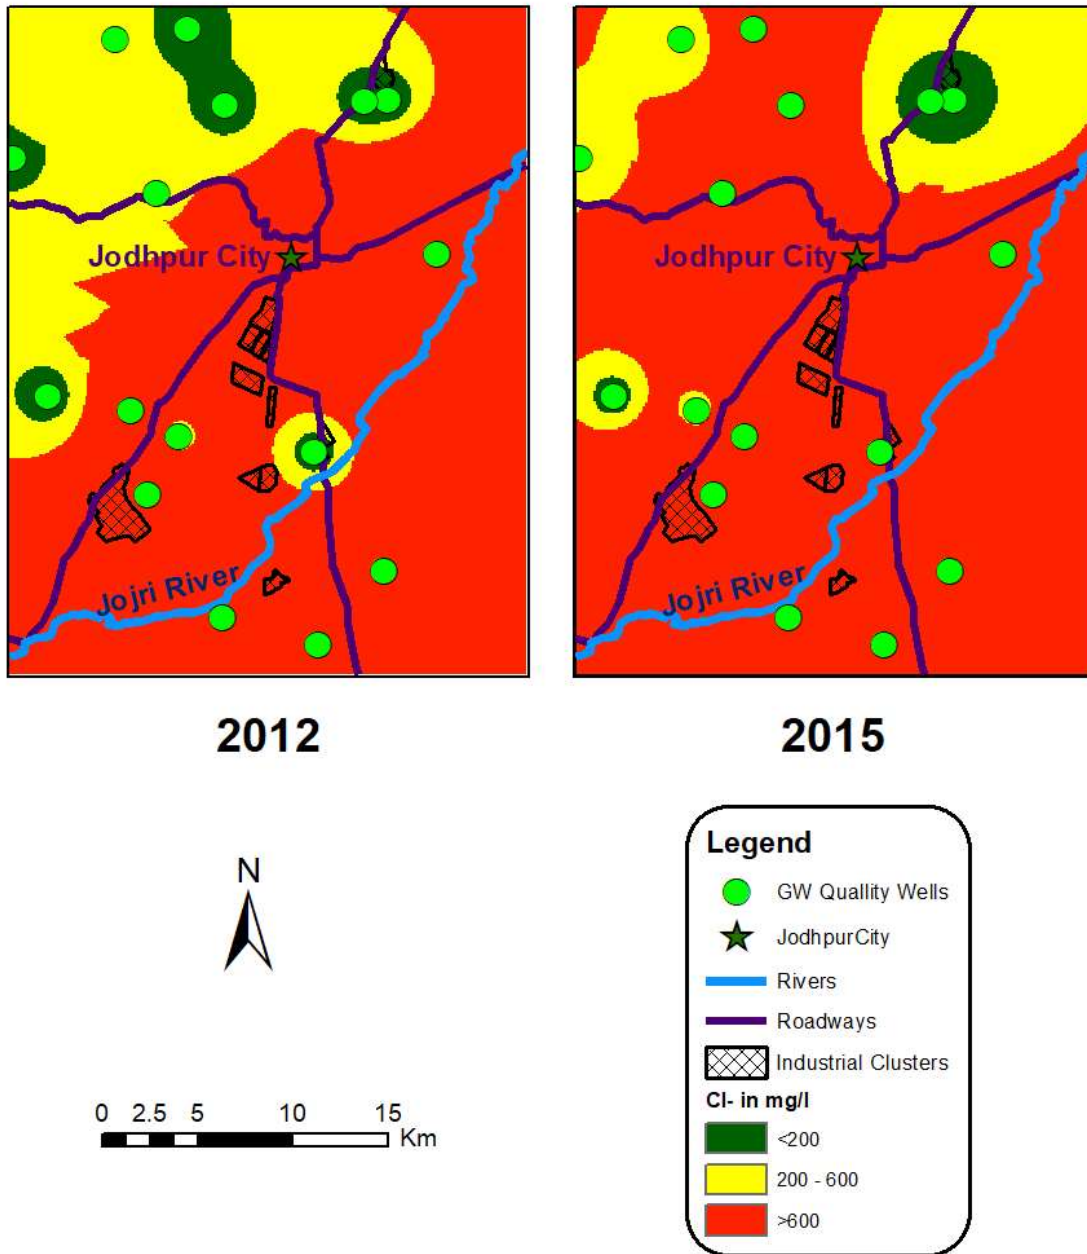 Jodhpur City
Jojri River
Jodhpur City
Jojri River
2012
2015
N
0 2.5 5 10 15
Km
Legend
GW Quallity Wells
JodhpurCity
Rivers
Roadways
Industrial Clusters
Cl- in mg/l
<200
200 - 600
>600